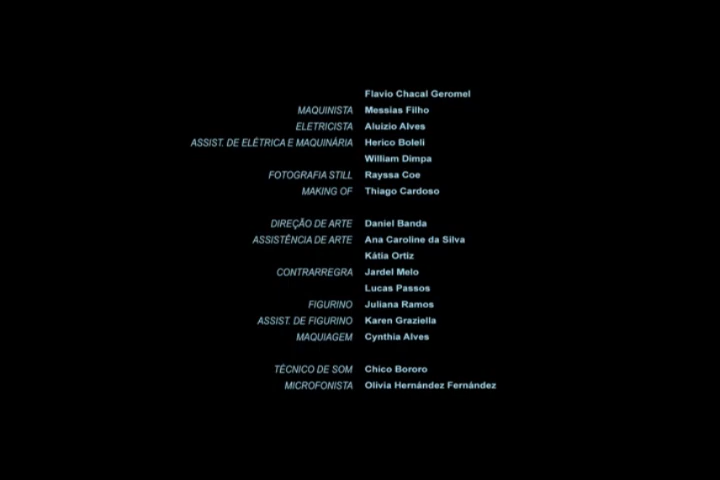 Flavio Chacal Geromel
MAQUINISTA Messias Filho
ELETRICISTA Aluizio Alves
ASSIST. DE ELÉTRICA E MAQUINÁRIA Herico Boleli
William Dimpa
FOTOGRAFIA STILL Rayssa Coe
MAKING OF Thiago Cardoso
DIREÇÃO DE ARTE Daniel Banda
ASSISTÊNCIA DE ARTE Ana Caroline da Silva
Kátia Ortiz
CONTRARREGRA Jardel Melo
Lucas Passos
FIGURINO Juliana Ramos
ASSIST. DE FIGURINO Karen Graziella
MAQUIAGEM Cynthia Alves
TÉCNICO DE SOM Chico Bororo
MICROFONISTA Olivia Hernández Fernández